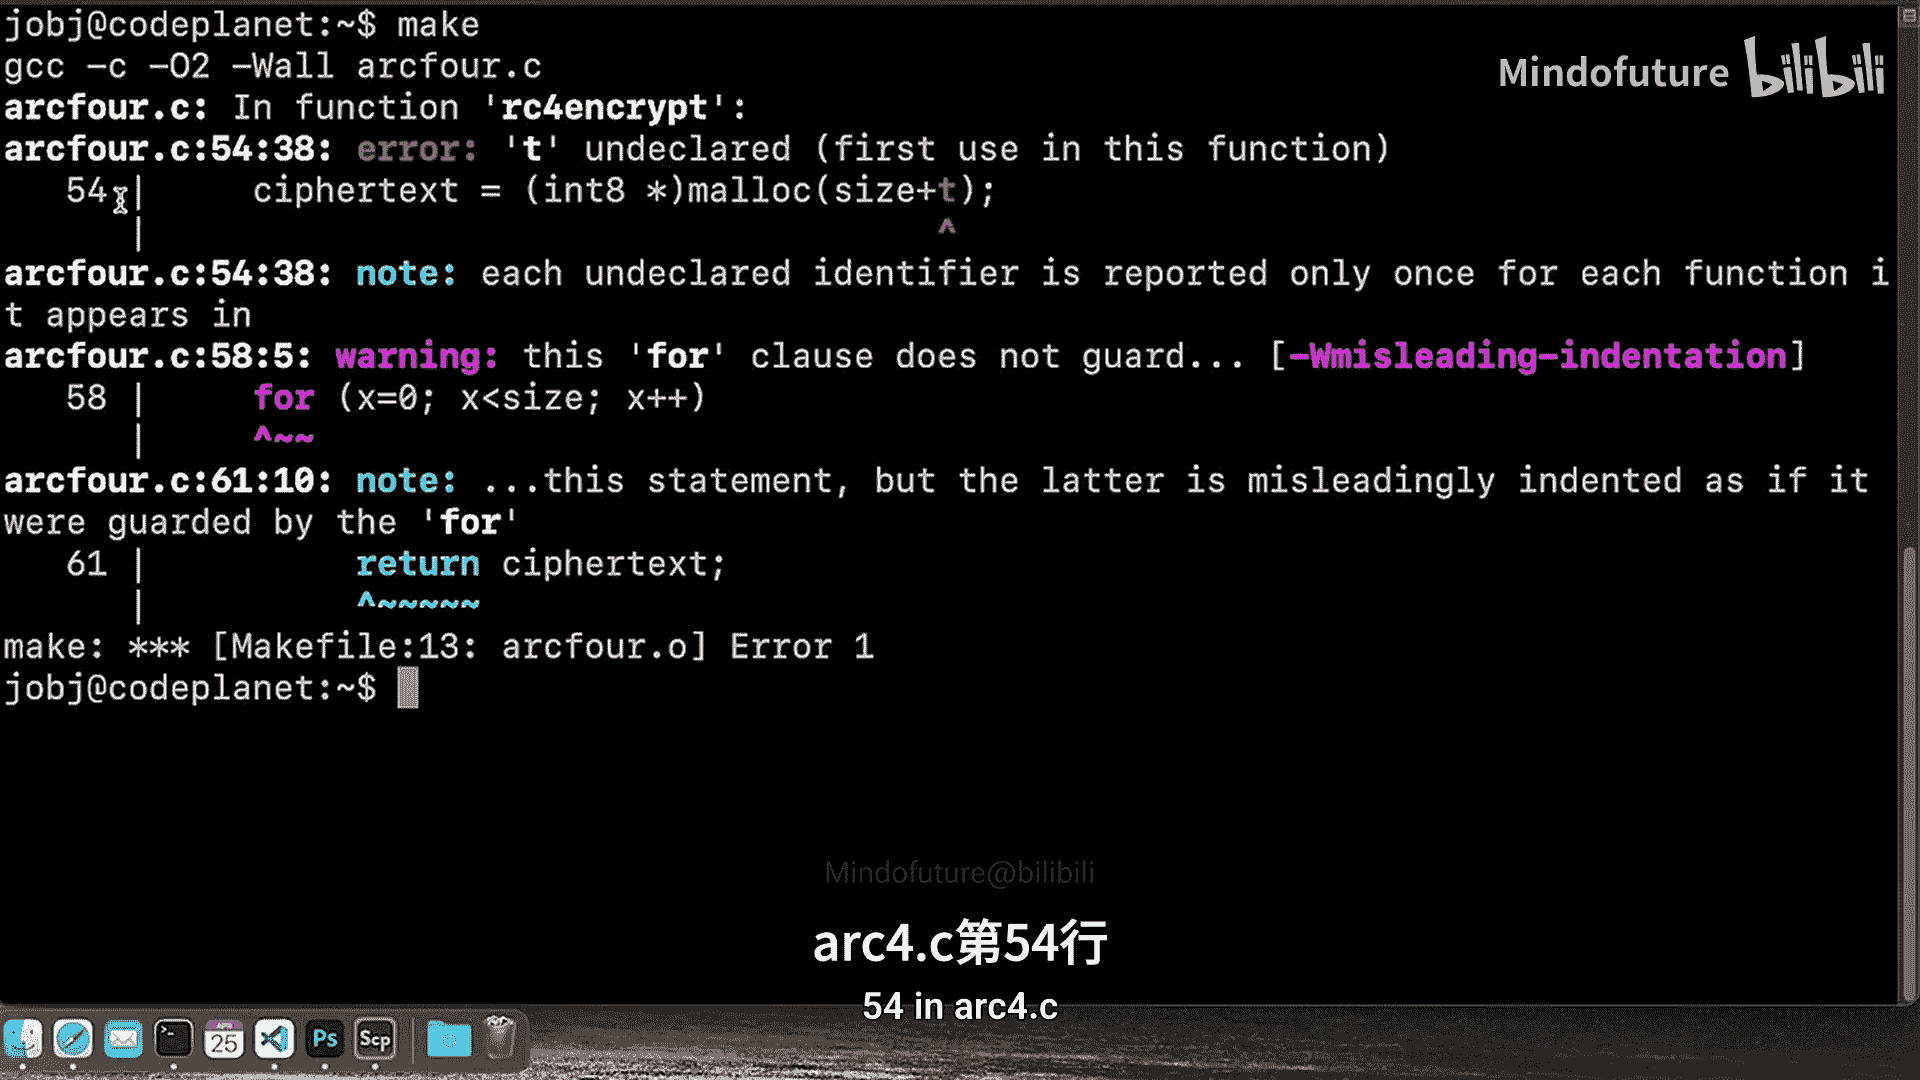 jobj@codeplanet:~$ make
gcc -c -O2 -Wall arcfour.c
Mindofuture bilibili
arcfour.c: In function 'rc4encrypt':
arcfour.c:54:38: error: 't' undeclared (first use in this function)
54 | ciphertext = (int8 *)malloc(size+t);
| ^
arcfour.c:54:38: note: each undeclared identifier is reported only once for each function i
t appears in
arcfour.c:58:5: warning: this 'for' clause does not guard... [-Wmisleading-indentation]
58 | for (x=0; x<size; x++)
| ^~~
arcfour.c:61:10: note: ...this statement, but the latter is misleadingly indented as if it
were guarded by the 'for'
61 | return ciphertext;
| ^~~~~~
make: *** [Makefile:13: arcfour.o] Error 1
jobj@codeplanet:~$
Mindofuture@bilibili
arc4.c第54行
54 in arc4.c
APR
25
Ps
Scp